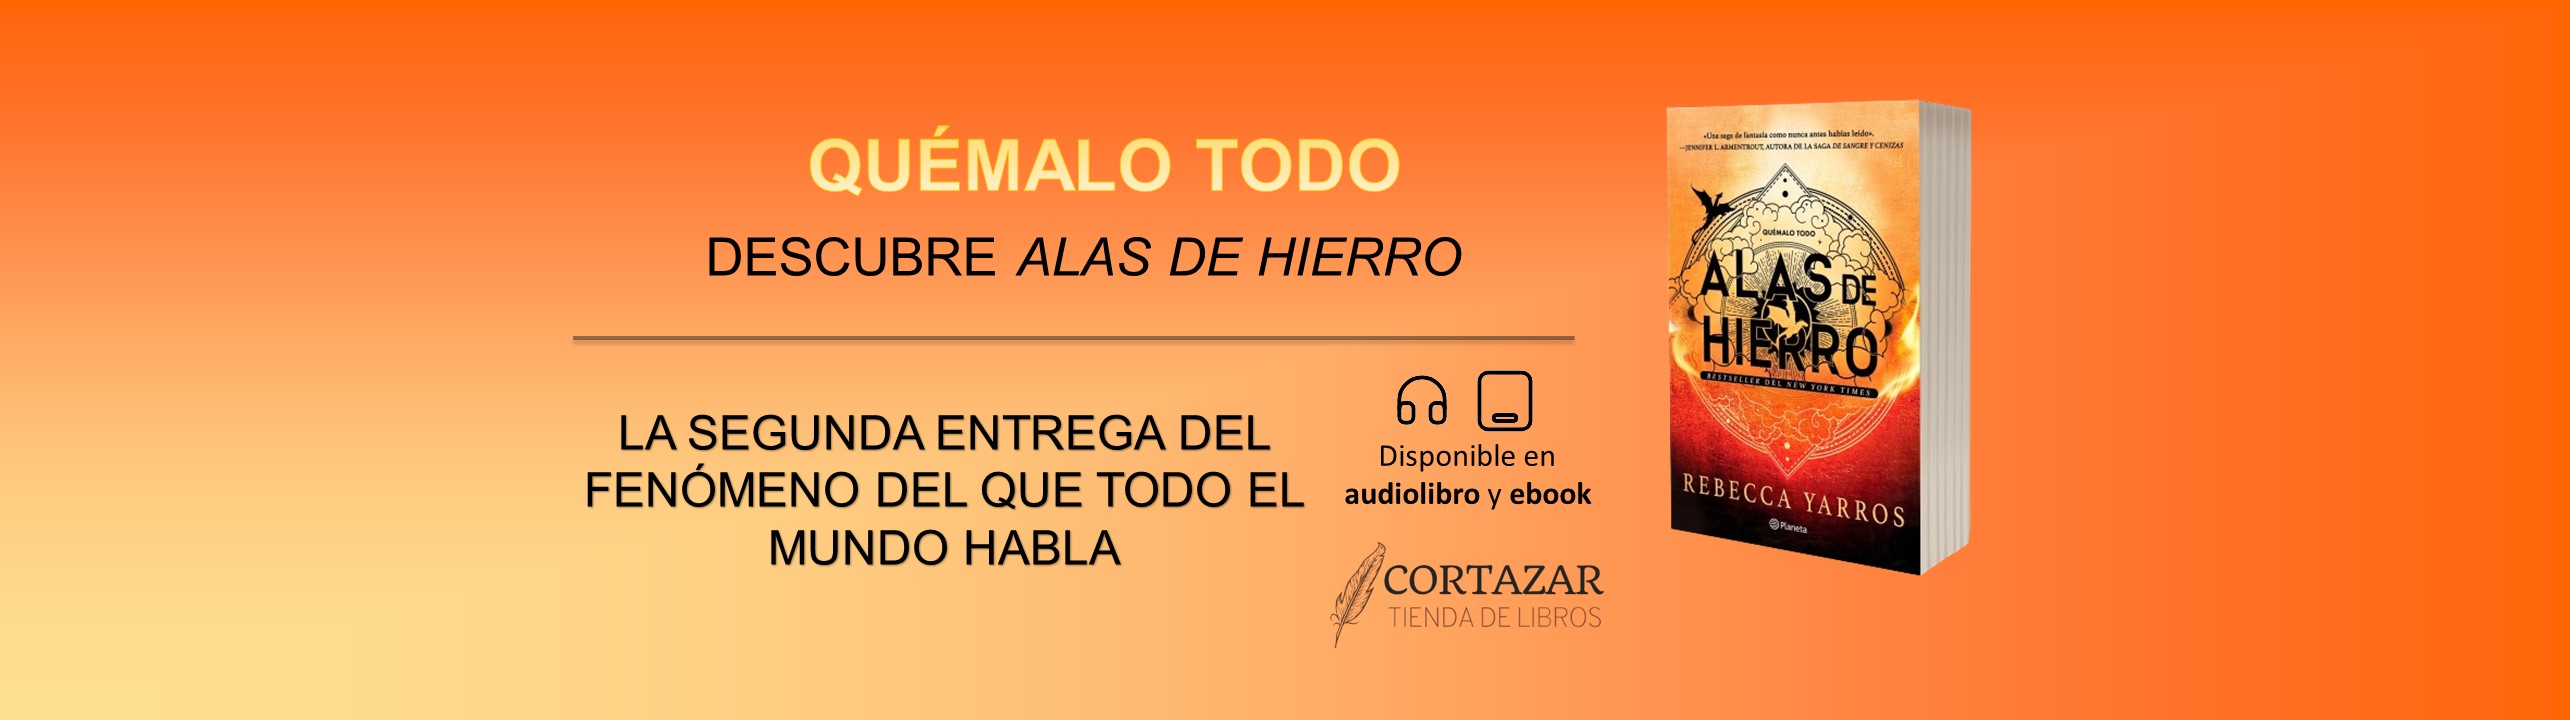 QUÉMALO TODO
DESCUBRE ALAS DE HIERRO
LA SEGUNDA ENTREGA DEL
FENÓMENO DEL QUE TODO EL
MUNDO HABLA
Disponible en
audiolibro y ebook
CORTAZAR
TIENDA DE LIBROS
«Una saga de fantasía como nunca antes habías leído».
—JENNIFER L. ARMENTROUT, AUTORA DE LA SAGA DE SANGRE Y CENIZAS
QUÉMALO TODO
ALAS DE
HIERRO
BESTSELLER DEL NEW YORK TIMES
REBECCA YARROS
Planeta